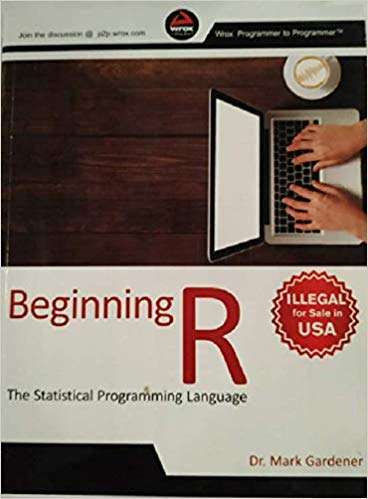 Join the discussion @ p2p.wrox.com
wrox
Wrox Programmer to Programmer™
Beginning
R
ILLEGAL
for Sale in
USA
The Statistical Programming Language
Dr. Mark Gardener